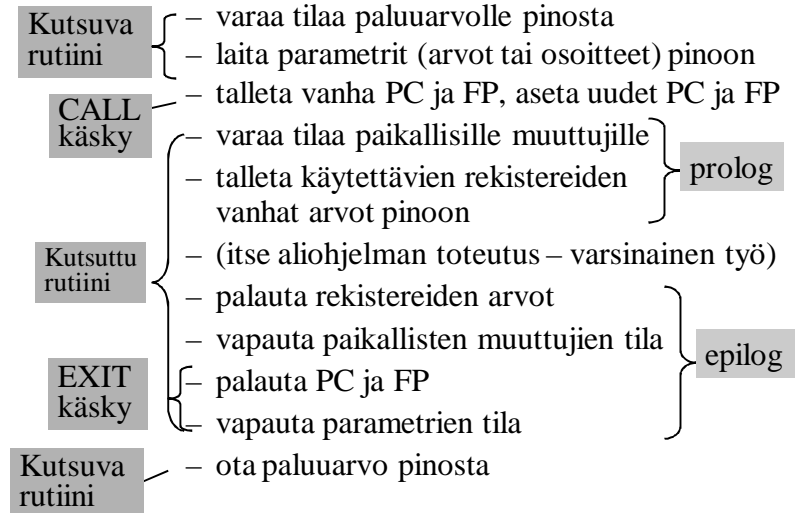 Kutsuva
rutiini
– varaa tilaa paluuarvolle pinosta
– laita parametrit (arvot tai osoitteet) pinoon
CALL
käsky
– talleta vanha PC ja FP, aseta uudet PC ja FP
Kutsuttu
rutiini
– varaa tilaa paikallisille muuttujille
– talleta käytettävien rekistereiden
vanhat arvot pinoon
prolog
– (itse aliohjelman toteutus – varsinainen työ)
– palauta rekistereiden arvot
– vapauta paikallisten muuttujien tila
epilog
EXIT
käsky
– palauta PC ja FP
– vapauta parametrien tila
Kutsuva
rutiini
– ota paluuarvo pinosta